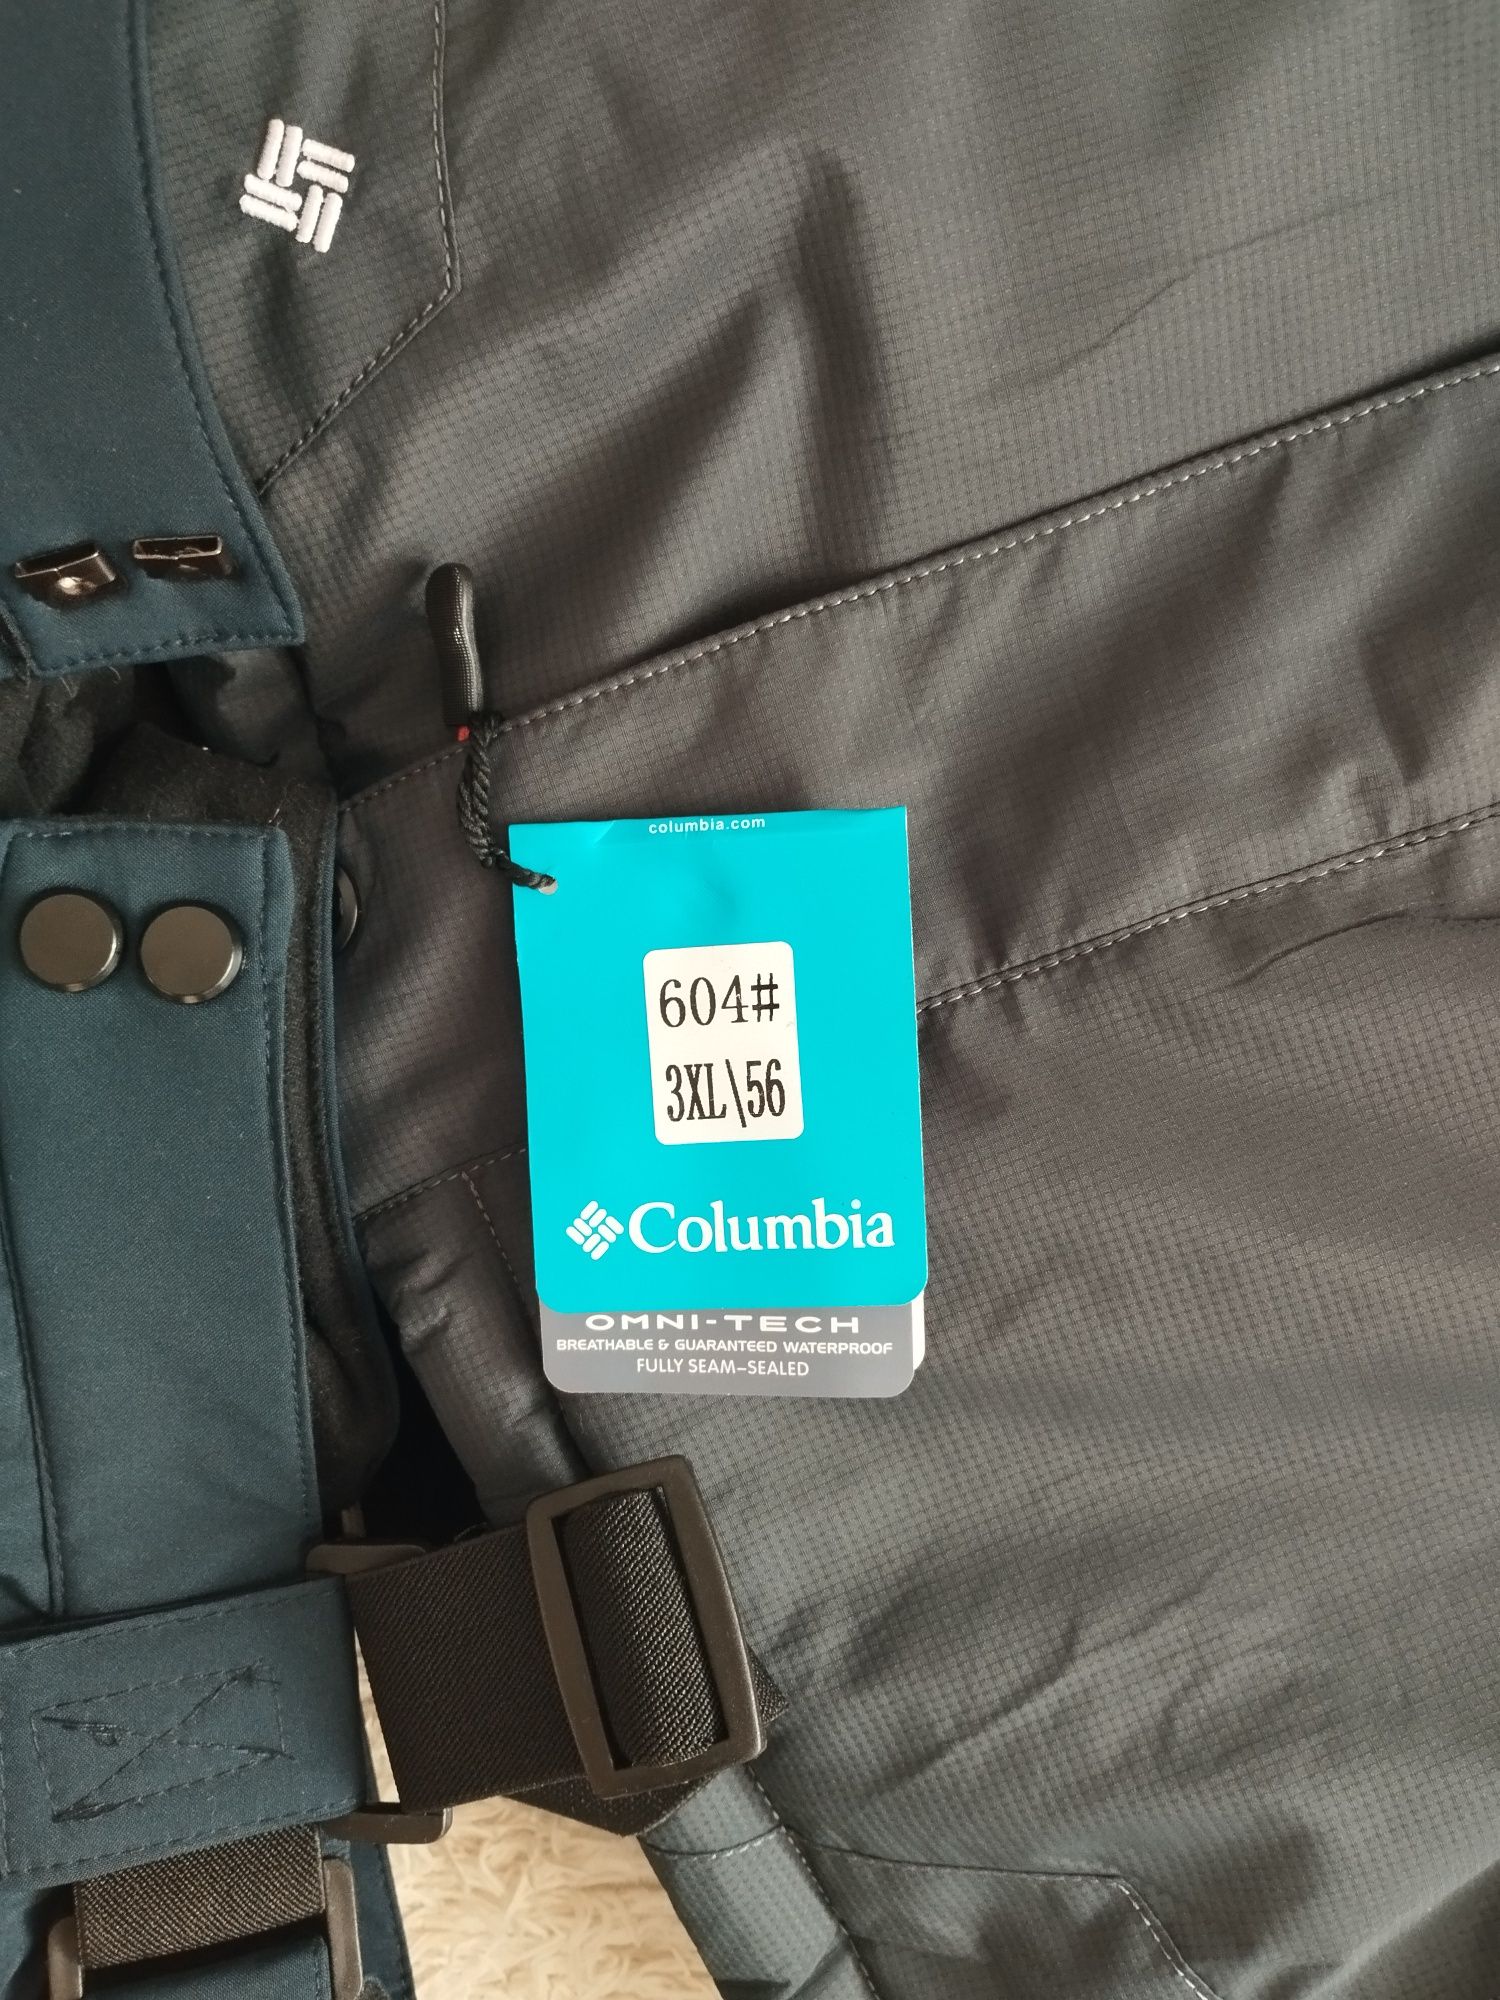 columbia.com
604#
3XL\56
Columbia
OMNI-TECH
BREATHABLE & GUARANTEED WATERPROOF
FULLY SEAM-SEALED